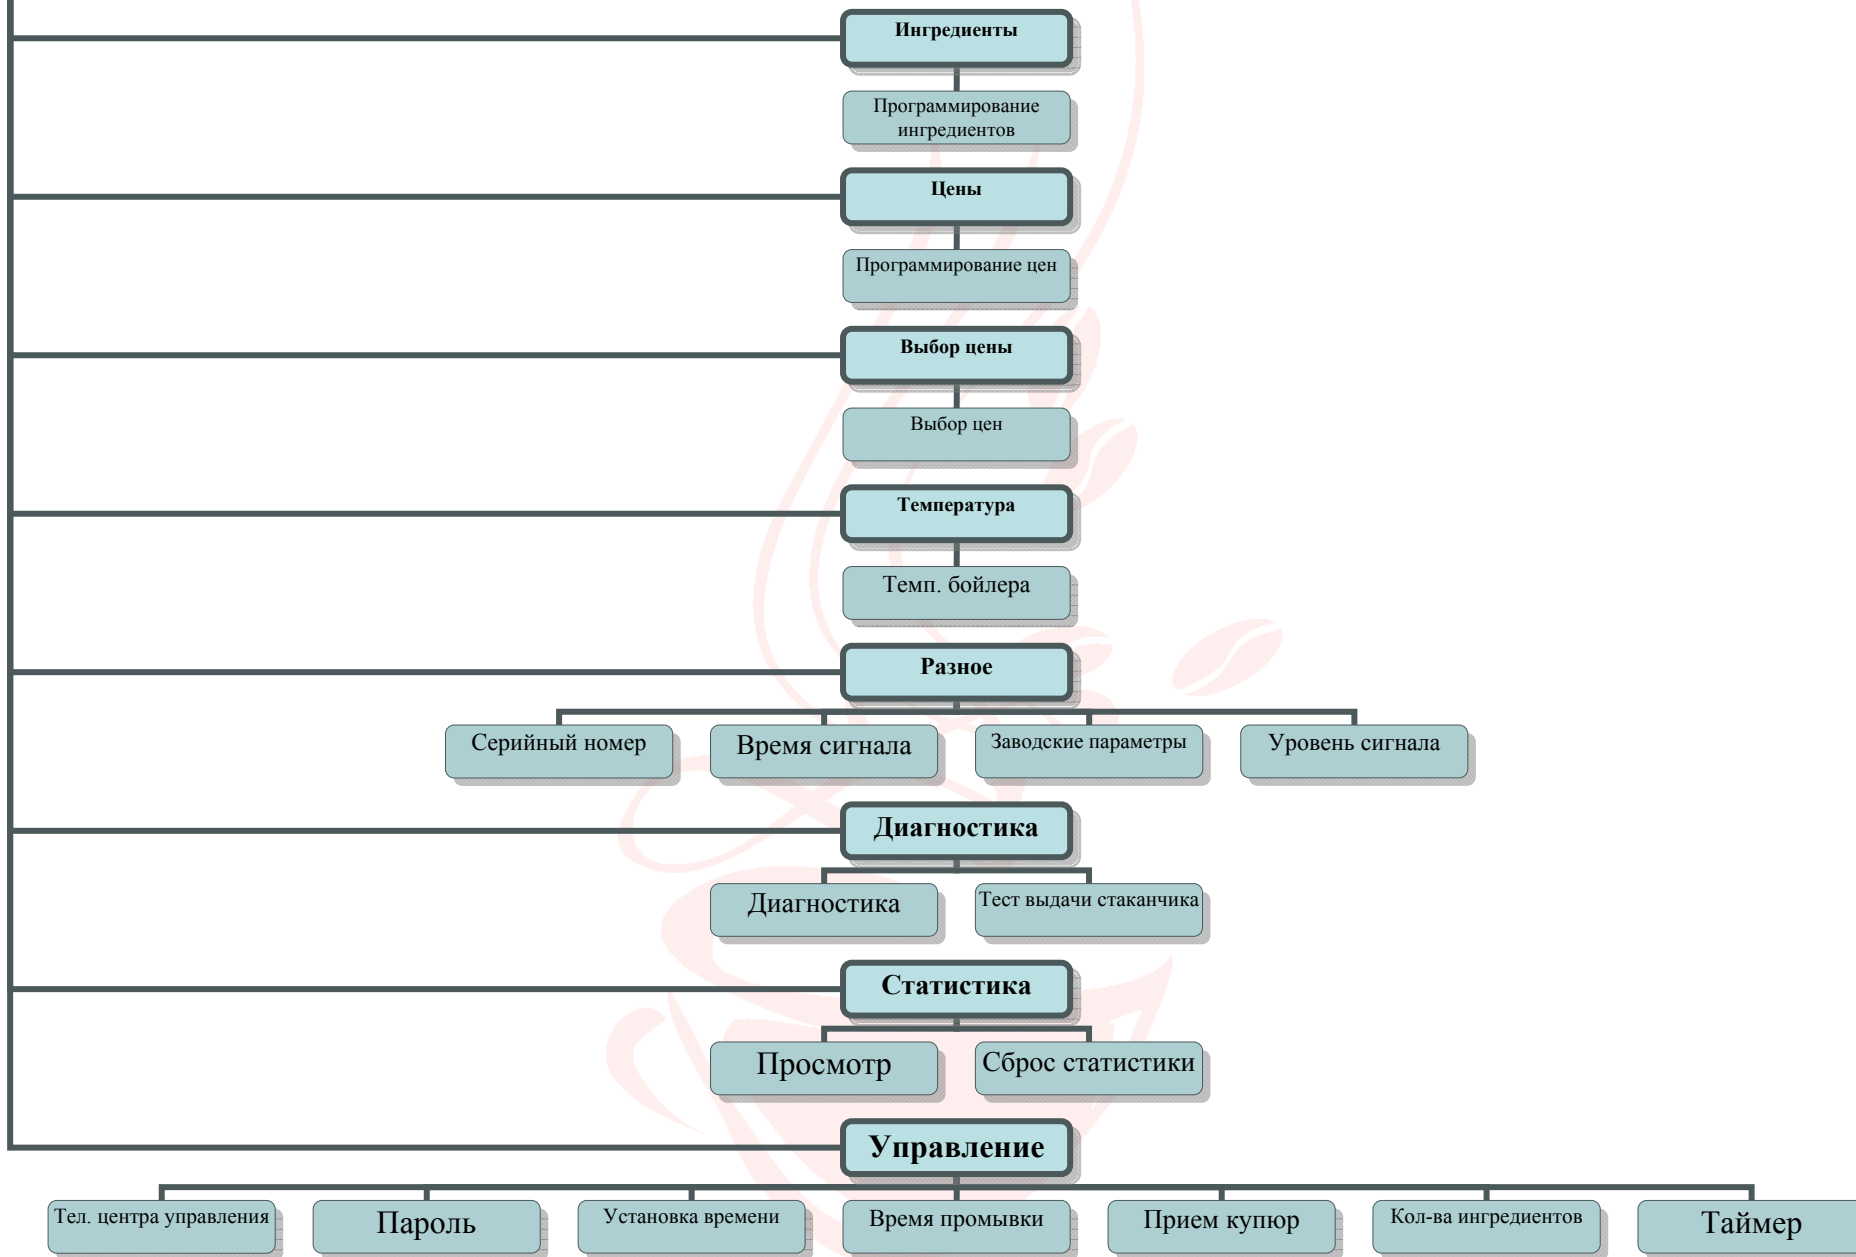 Ингредиенты
Программирование
ингредиентов
Цены
Программирование цен
Выбор цены
Выбор цен
Температура
Темп. бойлера
Разное
Серийный номер
Время сигнала
Заводские параметры
Уровень сигнала
Диагностика
Диагностика
Тест выдачи стаканчика
Статистика
Просмотр
Сброс статистики
Управление
Тел. центра управления
Пароль
Установка времени
Время промывки
Прием купюр
Кол-ва ингредиентов
Таймер